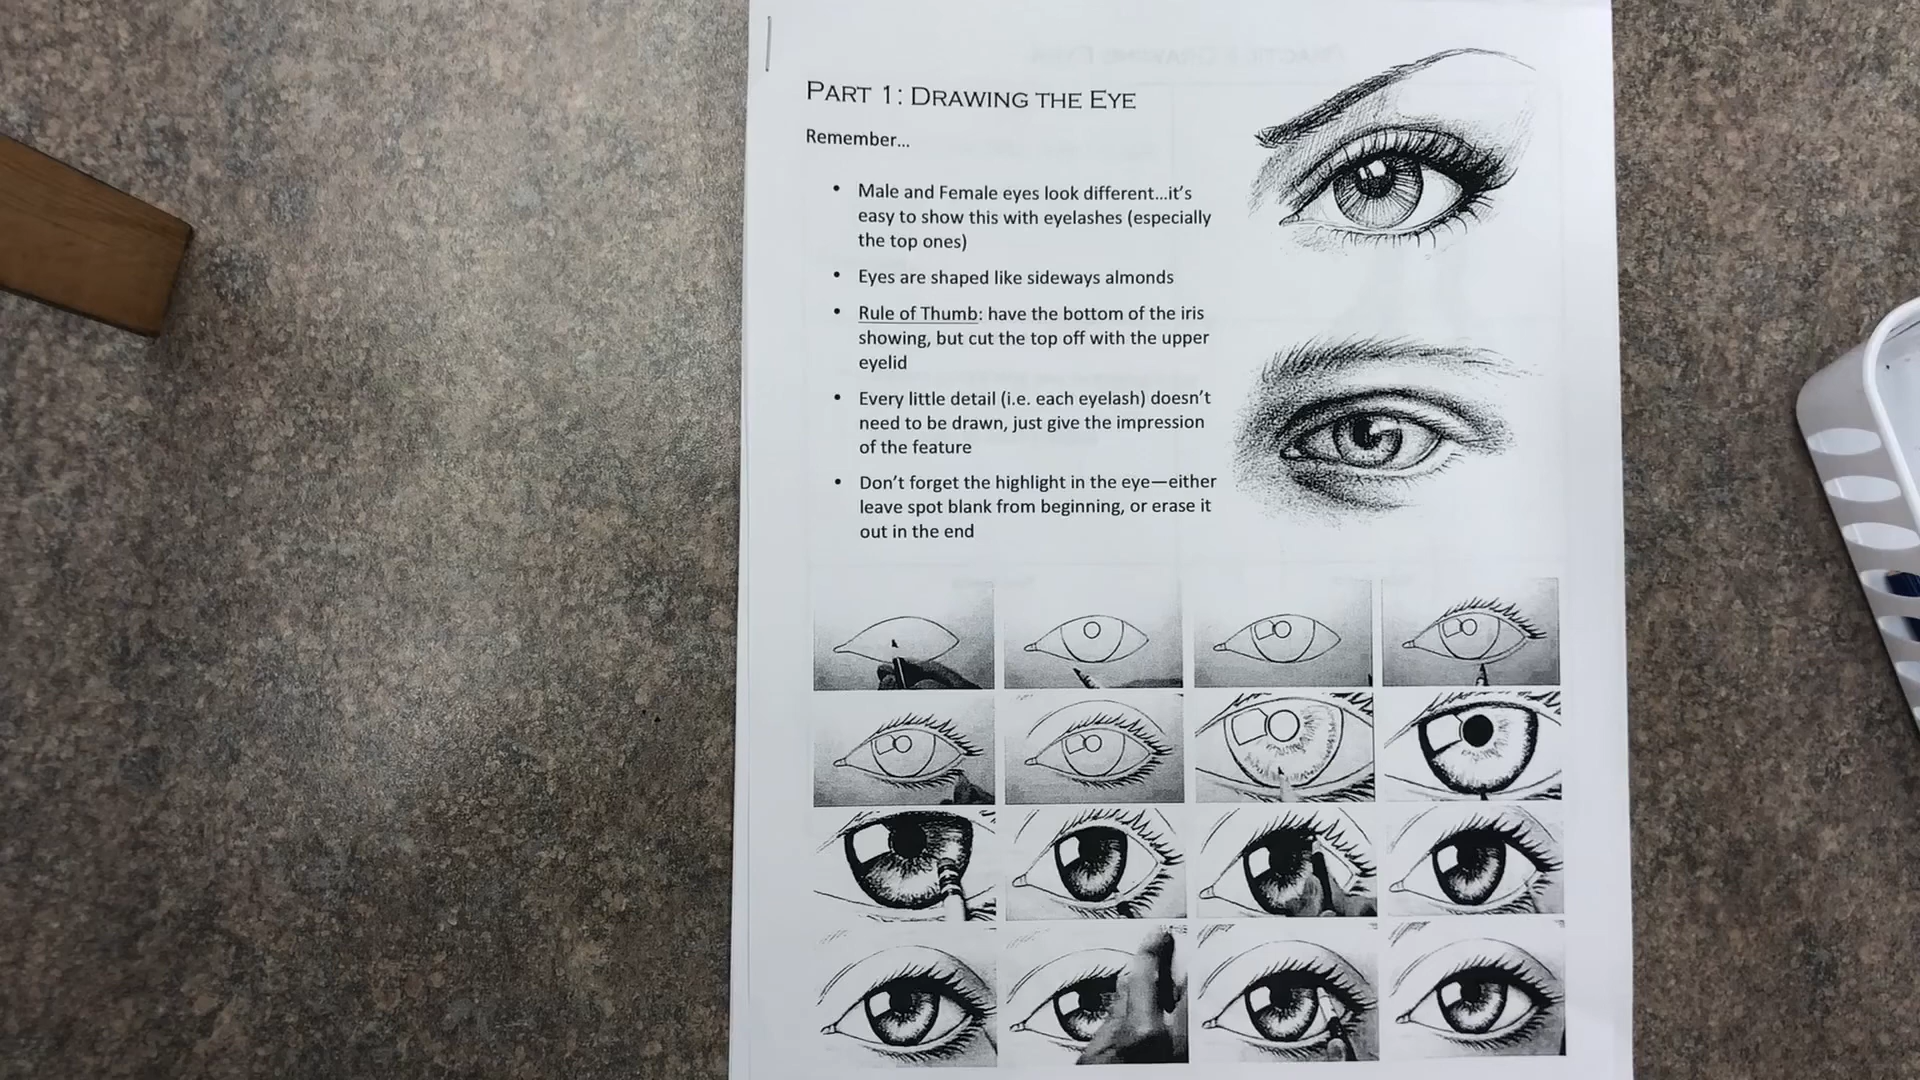 PART 1: DRAWING THE EYE
Remember...
• Male and Female eyes look different...it's
easy to show this with eyelashes (especially
the top ones)
• Eyes are shaped like sideways almonds
• Rule of Thumb: have the bottom of the iris
showing, but cut the top off with the upper
eyelid
• Every little detail (i.e. each eyelash) doesn't
need to be drawn, just give the impression
of the feature
• Don't forget the highlight in the eye—either
leave spot blank from beginning, or erase it
out in the end